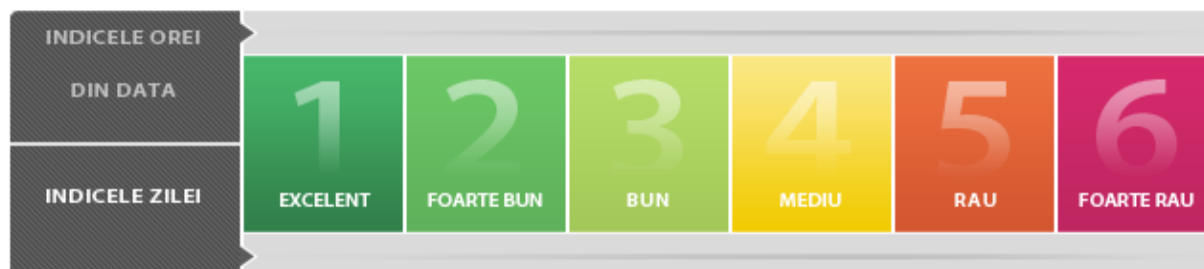 INDICELE OREI
DIN DATA
INDICELE ZILEI
1
EXCELENT
2
FOARTE BUN
3
BUN
4
MEDIU
5
RAU
6
FOARTE RAU